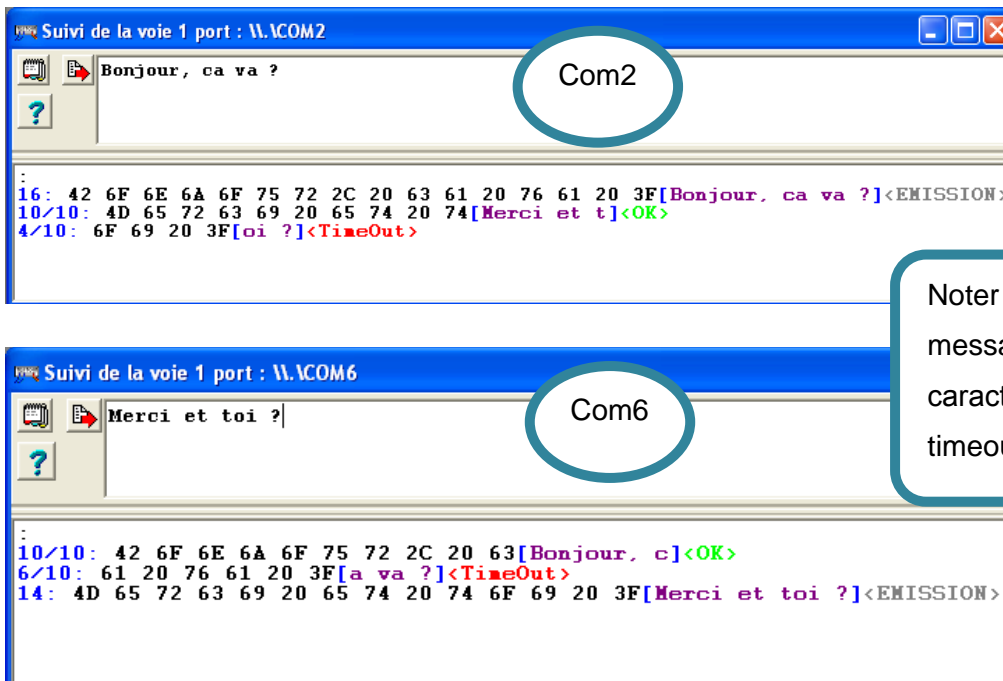 Suivi de la voie 1 port : \\.\COM2
Bonjour, ca va ?
Com2
:
16: 42 6F 6E 6A 6F 75 72 2C 20 63 61 20 76 61 20 3F[Bonjour, ca va ?]<EMISSION>
10/10: 4D 65 72 63 69 20 65 74 20 74[Merci et t]<OK>
4/10: 6F 69 20 3F[oi ?]<TimeOut>
Noter
messa
caract
timeou
Suivi de la voie 1 port : \\.\COM6
Merci et toi ?
Com6
:
10/10: 42 6F 6E 6A 6F 75 72 2C 20 63[Bonjour, c]<OK>
6/10: 61 20 76 61 20 3F[a va ?]<TimeOut>
14: 4D 65 72 63 69 20 65 74 20 74 6F 69 20 3F[Merci et toi ?]<EMISSION>